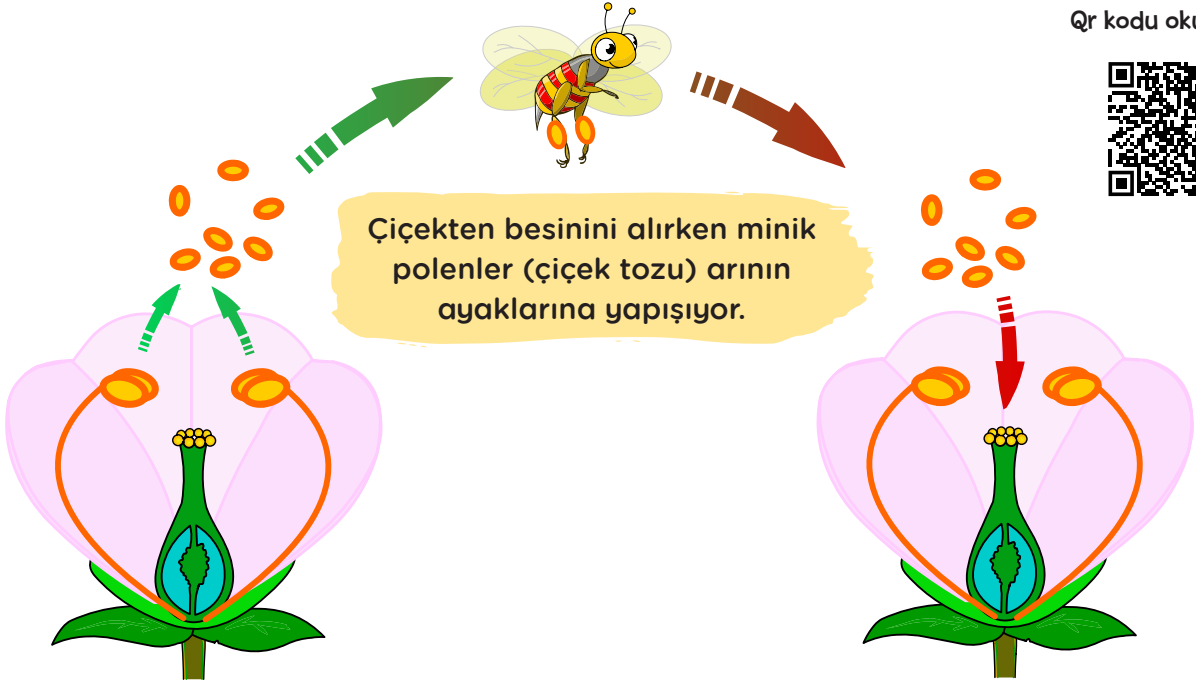 Qr kodu oku
Çiçekten besinini alırken minik
polenler (çiçek tozu) arının
ayaklarına yapışıyor.